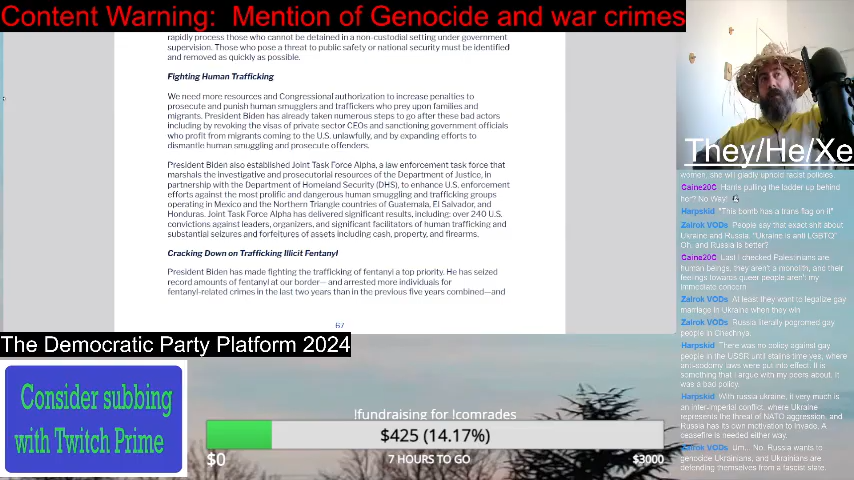 Content Warning: Mention of Genocide and war crimes
rapidly process those who cannot be detained in a non-custodial setting under government
supervision. Those who pose a threat to public safety or national security must be identified
and removed as quickly as possible.
Fighting Human Trafficking
We need more resources and Congressional authorization to increase penalties to
prosecute and punish human smugglers and traffickers who prey upon families and
migrants. President Biden has already taken numerous steps to go after these bad actors
including by revoking the visas of private sector CEOs and sanctioning government officials
who profit from migrants coming to the U.S. unlawfully, and by expanding efforts to
dismantle human smuggling and prosecute offenders.
President Biden also established Joint Task Force Alpha, a law enforcement task force that
marshals the investigative and prosecutorial resources of the Department of Justice, in
partnership with the Department of Homeland Security (DHS), to enhance U.S. enforcement
efforts against the most prolific and dangerous human smuggling and trafficking groups
operating in Mexico and the Northern Triangle countries of Guatemala, El Salvador, and
Honduras. Joint Task Force Alpha has delivered significant results, including: over 240 U.S.
convictions against leaders, organizers, and significant facilitators of human trafficking and
substantial seizures and forfeitures of assets including cash, property, and firearms.
Cracking Down on Trafficking Illicit Fentanyl
President Biden has made fighting the trafficking of fentanyl a top priority. He has seized
record amounts of fentanyl at our border— and arrested more individuals for
fentanyl-related crimes in the last two years than in the previous five years combined—and
67
The Democratic Party Platform 2024
Consider subbing
with Twitch Prime
!fundraising for !comrades
$425 (14.17%)
$0
7 HOURS TO GO
$3000
They/He/Xe
women, she will gladly uphold racist policies.
Caine20C Harris pulling the ladder up behind
her? No Way!
Harpskid "This bomb has a trans flag on it"
Zairok VODs People say that exact shit about
Ukraine and Russia. "Ukraine is anti LGBTQ"
Oh, and Russia is better?
Caine20C Last I checked Palestinians are
human beings, they aren't a monolith, and their
feelings towards queer people aren't my
immediate concern
Zairok VODs At least they want to legalize gay
marriage in Ukraine when they win
Zairok VODs Russia literally pogromed gay
people in Chechnya.
Harpskid There was no policy against gay
people in the USSR until stalins time yes, where
anti-sodomy laws were put into effect. It is
something that I argue with my peers about. It
was a bad policy.
Harpskid With russia ukraine, it very much is
an inter-imperial conflict, where Ukraine
represents the threat of NATO aggression, and
Russia has its own motivation to invade. A
ceasefire is needed either way.
Zairok VODs Um... No. Russia wants to
genocide Ukrainians, and Ukrainians are
defending themselves from a fascist state.